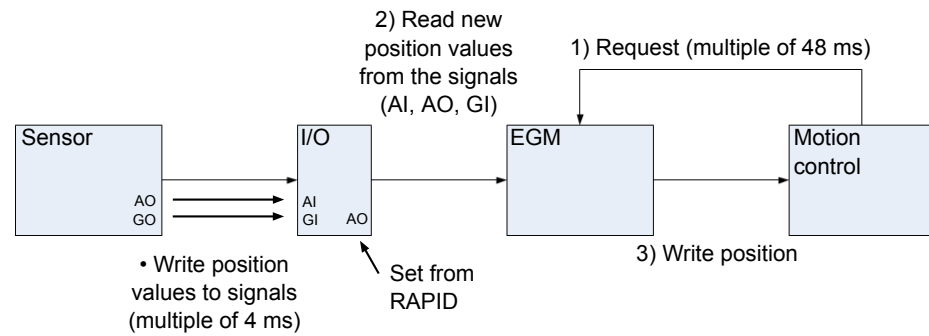 2) Read new
position values
from the signals
(AI, AO, GI)
1) Request (multiple of 48 ms)
Sensor
I/O
EGM
Motion
control
AO
GO
AI
GI
AO
3) Write position
• Write position
values to signals
(multiple of 4 ms)
Set from
RAPID